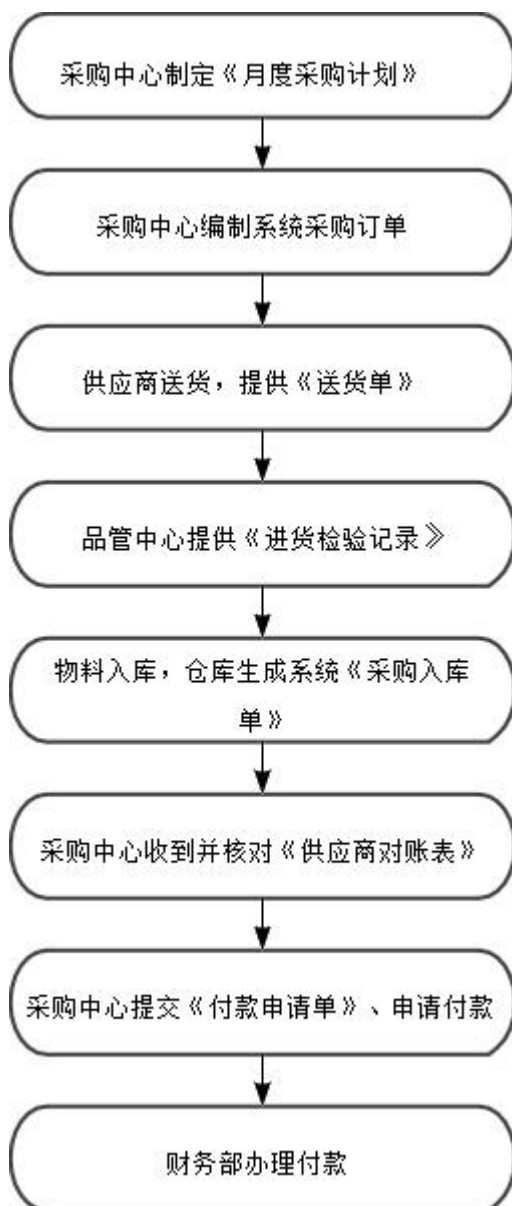 采购中心制定《月度采购计划》
采购中心编制系统采购订单
供应商送货，提供《送货单》
品管中心提供《进货检验记录》
物料入库，仓库生成系统《采购入库
单》
采购中心收到并核对《供应商对账表》
采购中心提交《付款申请单》、申请付款
财务部办理付款